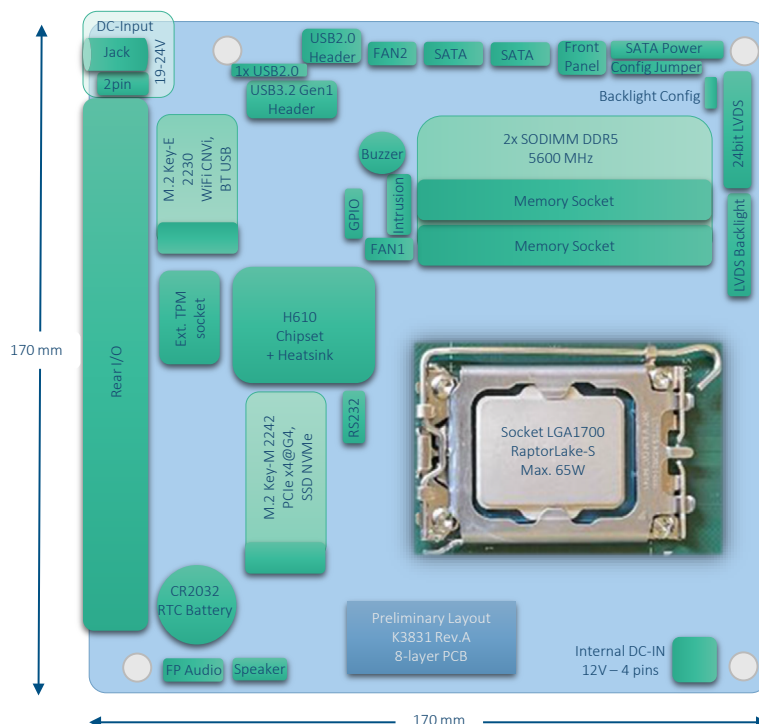 DC-Input
Jack
2pin
19-24V
USB2.0
Header
FAN2
SATA
SATA
Front
Panel
SATA Power
Config Jumper
1x USB2.0
USB3.2 Gen1
Header
Backlight Config
24bit LVDS
M.2 Key-E
2230
WiFi CNVi,
BT USB
Buzzer
2x SODIMM DDR5
5600 MHz
GPIO
Intrusion
Memory Socket
FAN1
Memory Socket
LVDS Backlight
Ext. TPM
socket
H610
Chipset
+ Heatsink
170 mm
Rear I/O
M.2 Key-M 2242
PCIe x4@G4,
SSD NVMe
RS232
Socket LGA1700
RaptorLake-S
Max. 65W
CR2032
RTC Battery
Preliminary Layout
K3831 Rev.A
8-layer PCB
Internal DC-IN
12V – 4 pins
FP Audio
Speaker
170 mm